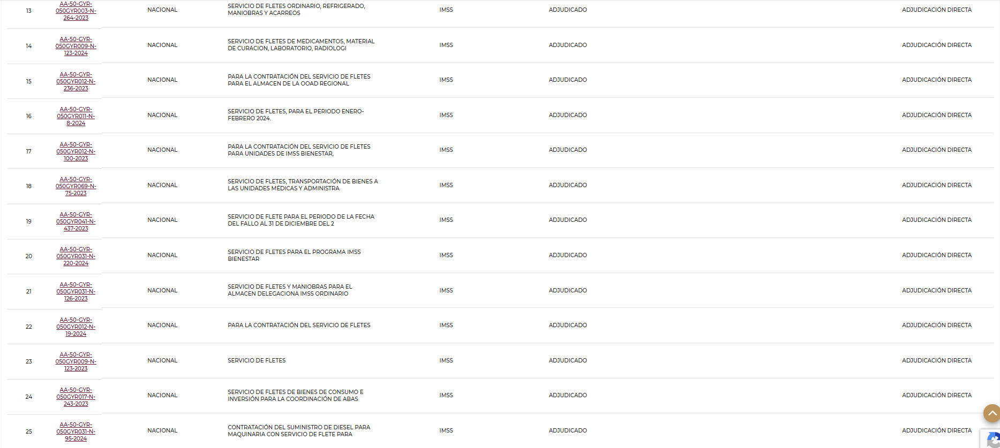 13 AA-50-GYR-050GYR003-N-264-2023 NACIONAL SERVICIO DE FLETES ORDINARIO, REFRIGERADO, MANIOBRAS Y ACARREOS IMSS ADJUDICADO ADJUDICACIÓN DIRECTA
14 AA-50-GYR-050GYR009-N-123-2024 NACIONAL SERVICIO DE FLETES DE MEDICAMENTOS, MATERIAL DE CURACION, LABORATORIO, RADIOLOGI IMSS ADJUDICADO ADJUDICACIÓN DIRECTA
15 AA-50-GYR-050GYR012-N-236-2023 NACIONAL PARA LA CONTRATACIÓN DEL SERVICIO DE FLETES PARA EL ALMACEN DE LA OOAD REGIONAL IMSS ADJUDICADO ADJUDICACIÓN DIRECTA
16 AA-50-GYR-050GYR011-N-8-2024 NACIONAL SERVICIO DE FLETES, PARA EL PERIODO ENERO-FEBRERO 2024. IMSS ADJUDICADO ADJUDICACIÓN DIRECTA
17 AA-50-GYR-050GYR012-N-100-2023 NACIONAL PARA LA CONTRATACIÓN DEL SERVICIO DE FLETES PARA UNIDADES DE IMSS BIENESTAR, IMSS ADJUDICADO ADJUDICACIÓN DIRECTA
18 AA-50-GYR-050GYR069-N-75-2023 NACIONAL SERVICIO DE FLETES, TRANSPORTACIÓN DE BIENES A LAS UNIDADES MÉDICAS Y ADMINISTRA IMSS ADJUDICADO ADJUDICACIÓN DIRECTA
19 AA-50-GYR-050GYR041-N-437-2023 NACIONAL SERVICIO DE FLETE PARA EL PERIODO DE LA FECHA DEL FALLO AL 31 DE DICIEMBRE DEL 2 IMSS ADJUDICADO ADJUDICACIÓN DIRECTA
20 AA-50-GYR-050GYR031-N-220-2024 NACIONAL SERVICIO DE FLETES PARA EL PROGRAMA IMSS BIENESTAR IMSS ADJUDICADO ADJUDICACIÓN DIRECTA
21 AA-50-GYR-050GYR031-N-126-2023 NACIONAL SERVICIO DE FLETES Y MANIOBRAS PARA EL ALMACEN DELEGACIONA IMSS ORDINARIO IMSS ADJUDICADO ADJUDICACIÓN DIRECTA
22 AA-50-GYR-050GYR012-N-19-2024 NACIONAL PARA LA CONTRATACIÓN DEL SERVICIO DE FLETES IMSS ADJUDICADO ADJUDICACIÓN DIRECTA
23 AA-50-GYR-050GYR009-N-123-2023 NACIONAL SERVICIO DE FLETES IMSS ADJUDICADO ADJUDICACIÓN DIRECTA
24 AA-50-GYR-050GYR017-N-243-2023 NACIONAL SERVICIO DE FLETES DE BIENES DE CONSUMO E INVERSIÓN PARA LA COORDINACIÓN DE ABAS IMSS ADJUDICADO ADJUDICACIÓN DIRECTA
25 AA-50-GYR-050GYR031-N-95-2024 NACIONAL CONTRATACIÓN DEL SUMINISTRO DE DIESEL PARA MAQUINARIA CON SERVICIO DE FLETE PARA IMSS ADJUDICADO ADJUDICACIÓN DIRECTA